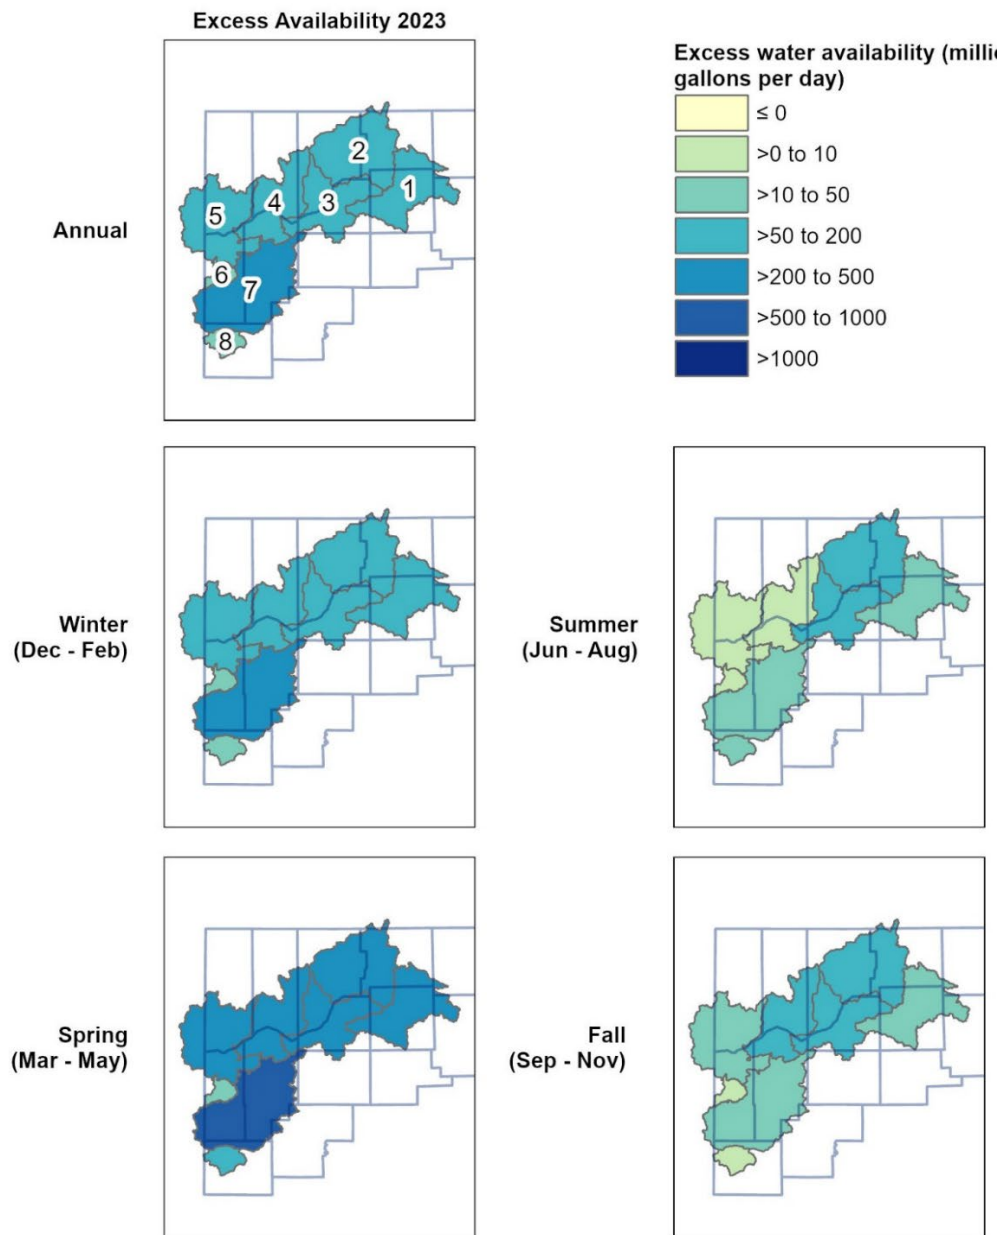 Excess Availability 2023
Excess water availability (milli
gallons per day)
≤ 0
>0 to 10
>10 to 50
>50 to 200
>200 to 500
>500 to 1000
>1000
Annual
2
1
3
4
5
6
7
8
Winter
(Dec - Feb)
Summer
(Jun - Aug)
Spring
(Mar - May)
Fall
(Sep - Nov)